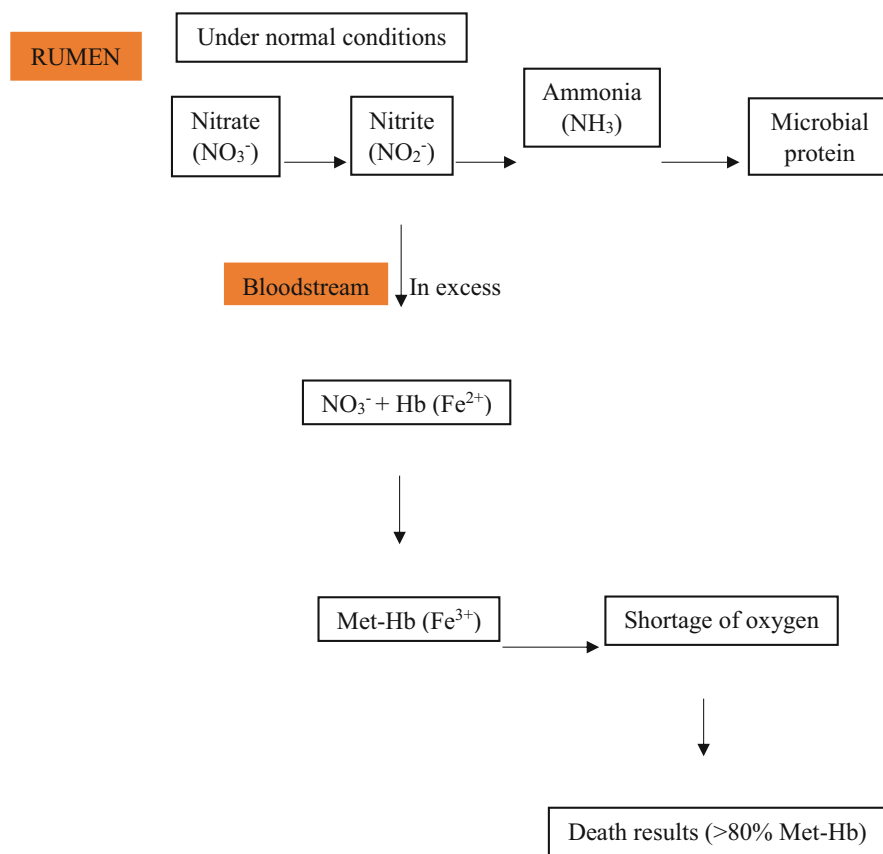 Under normal conditions
RUMEN
Nitrate
(NO₃⁻)
Nitrite
(NO₂⁻)
Ammonia
(NH₃)
Microbial
protein
Bloodstream
In excess
NO₃⁻ + Hb (Fe²⁺)
Met-Hb (Fe³⁺)
Shortage of oxygen
Death results (>80% Met-Hb)